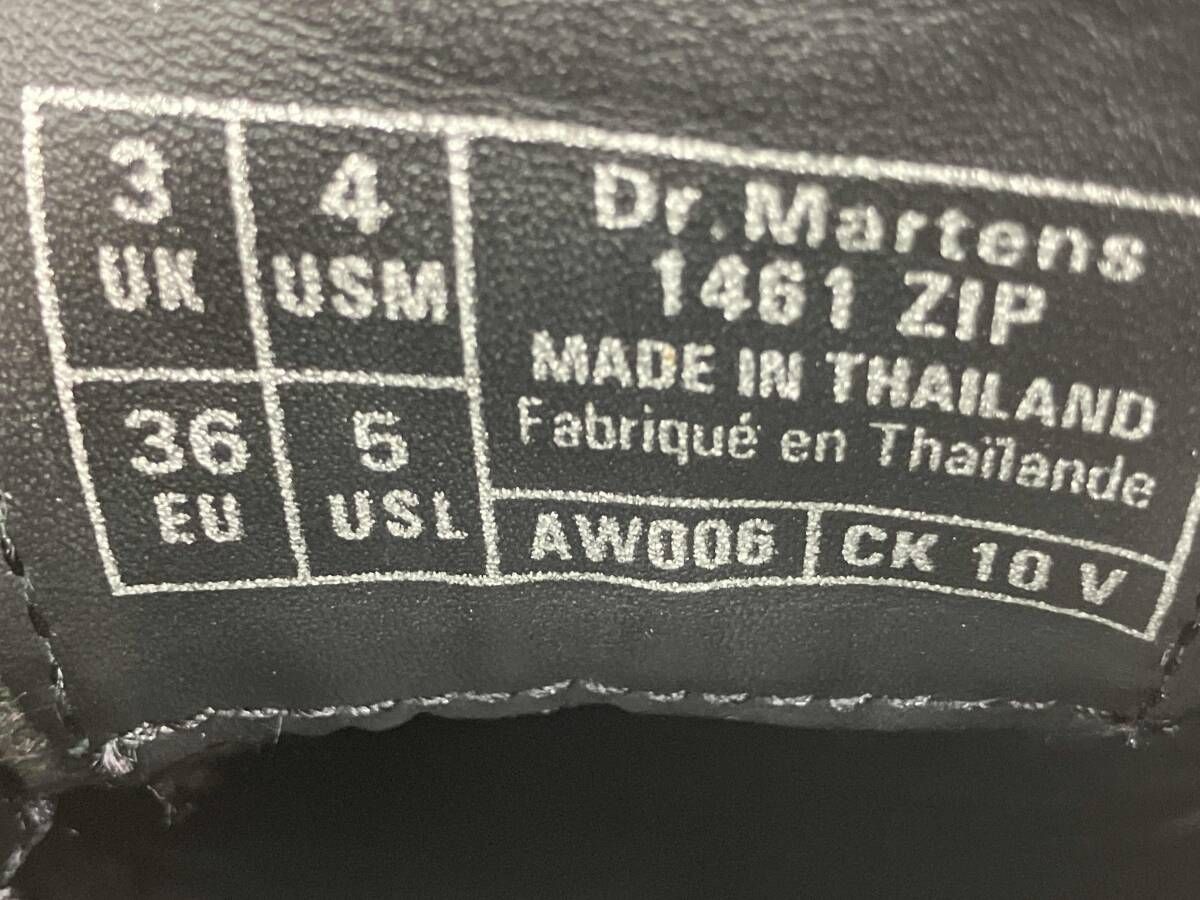 3
UK
4
USM
36
EU
5
USL
Dr.Martens
1461 ZIP
MADE IN THAILAND
Fabriqué en Thaïlande
AW006
CK 10 V